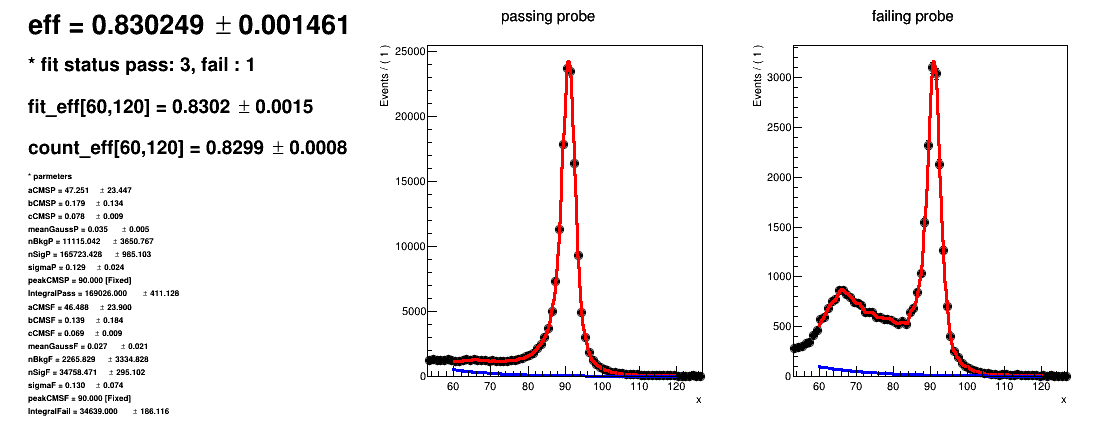 eff = 0.830249 ± 0.001461
* fit status pass: 3, fail : 1
fit_eff[60,120] = 0.8302 ± 0.0015
count_eff[60,120] = 0.8299 ± 0.0008
* parmeters
aCMSP = 47.251 ± 23.447
bCMSP = 0.179 ± 0.134
cCMSP = 0.078 ± 0.009
meanGaussP = 0.035 ± 0.005
nBkgP = 11115.042 ± 3650.767
nSigP = 165723.428 ± 985.103
sigmaP = 0.129 ± 0.024
peakCMSP = 90.000 [Fixed]
IntegralPass = 169026.000 ± 411.128
aCMSF = 46.488 ± 23.900
bCMSF = 0.139 ± 0.184
cCMSF = 0.069 ± 0.009
meanGaussF = 0.027 ± 0.021
nBkgF = 2265.829 ± 3334.828
nSigF = 34758.471 ± 295.102
sigmaF = 0.130 ± 0.074
peakCMSF = 90.000 [Fixed]
IntegralFail = 34639.000 ± 186.116
passing probe
Events / ( 1 )
25000
20000
15000
10000
5000
0
60 70 80 90 100 110 120
x
failing probe
Events / ( 1 )
3000
2500
2000
1500
1000
500
0
60 70 80 90 100 110 120
x